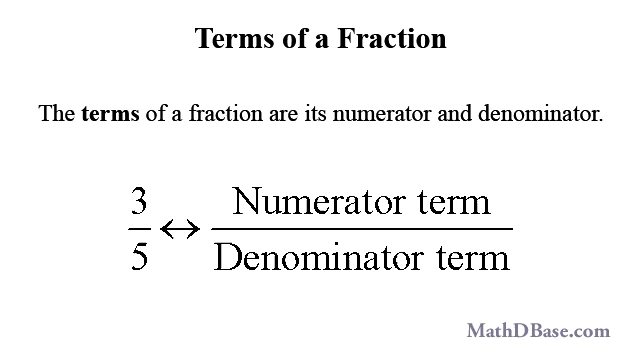 Terms of a Fraction
The terms of a fraction are its numerator and denominator.
3 Numerator term
5 Denominator term
MathDBase.com